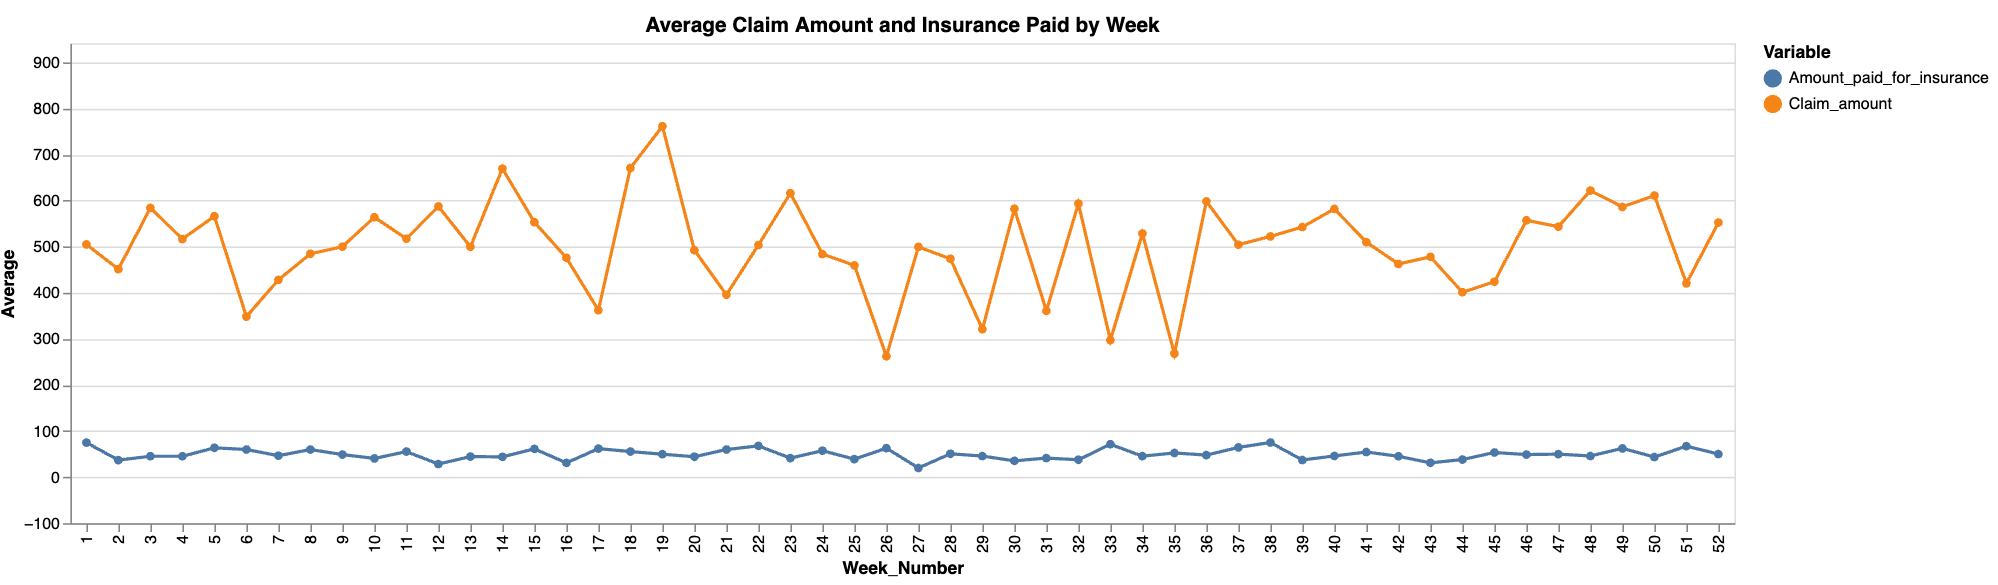 Average Claim Amount and Insurance Paid by Week
Variable
Amount_paid_for_insurance
Claim_amount
Average
900
800
700
600
500
400
300
200
100
0
−100
1 2 3 4 5 6 7 8 9 10 11 12 13 14 15 16 17 18 19 20 21 22 23 24 25 26 27 28 29 30 31 32 33 34 35 36 37 38 39 40 41 42 43 44 45 46 47 48 49 50 51 52
Week_Number